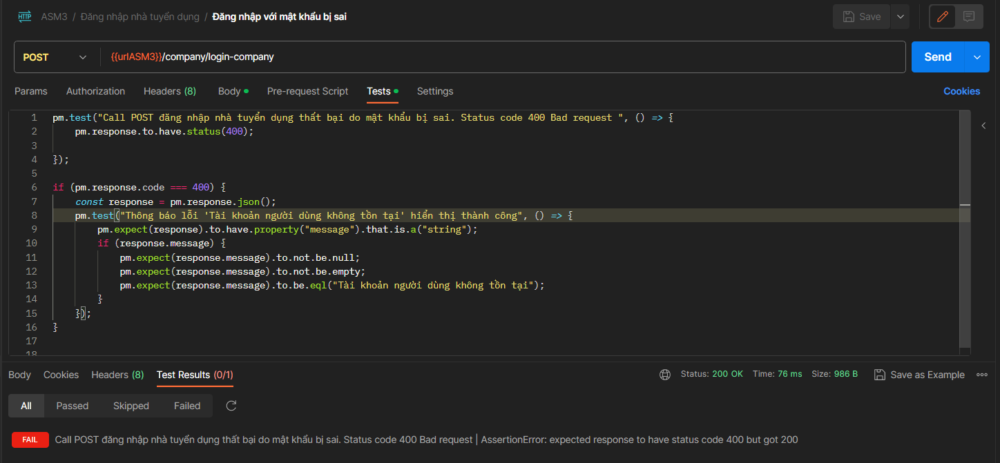 HTTP ASM3 / Đăng nhập nhà tuyển dụng / Đăng nhập với mật khẩu bị sai Save
POST {{urlASM3}}/company/login-company Send
Params Authorization Headers (8) Body Pre-request Script Tests Settings Cookies
1 pm.test("Call POST đăng nhập nhà tuyển dụng thất bại do mật khẩu bị sai. Status code 400 Bad request ", () => {
2 pm.response.to.have.status(400);
3
4 });
5
6 if (pm.response.code === 400) {
7 const response = pm.response.json();
8 pm.test("Thông báo lỗi 'Tài khoản người dùng không tồn tại' hiển thị thành công", () => {
9 pm.expect(response).to.have.property("message").that.is.a("string");
10 if (response.message) {
11 pm.expect(response.message).to.not.be.null;
12 pm.expect(response.message).to.not.be.empty;
13 pm.expect(response.message).to.be.eql("Tài khoản người dùng không tồn tại");
14 }
15 });
16 }
17
18
Body Cookies Headers (8) Test Results (0/1) Status: 200 OK Time: 76 ms Size: 986 B Save as Example
All Passed Skipped Failed
FAIL Call POST đăng nhập nhà tuyển dụng thất bại do mật khẩu bị sai. Status code 400 Bad request | AssertionError: expected response to have status code 400 but got 200